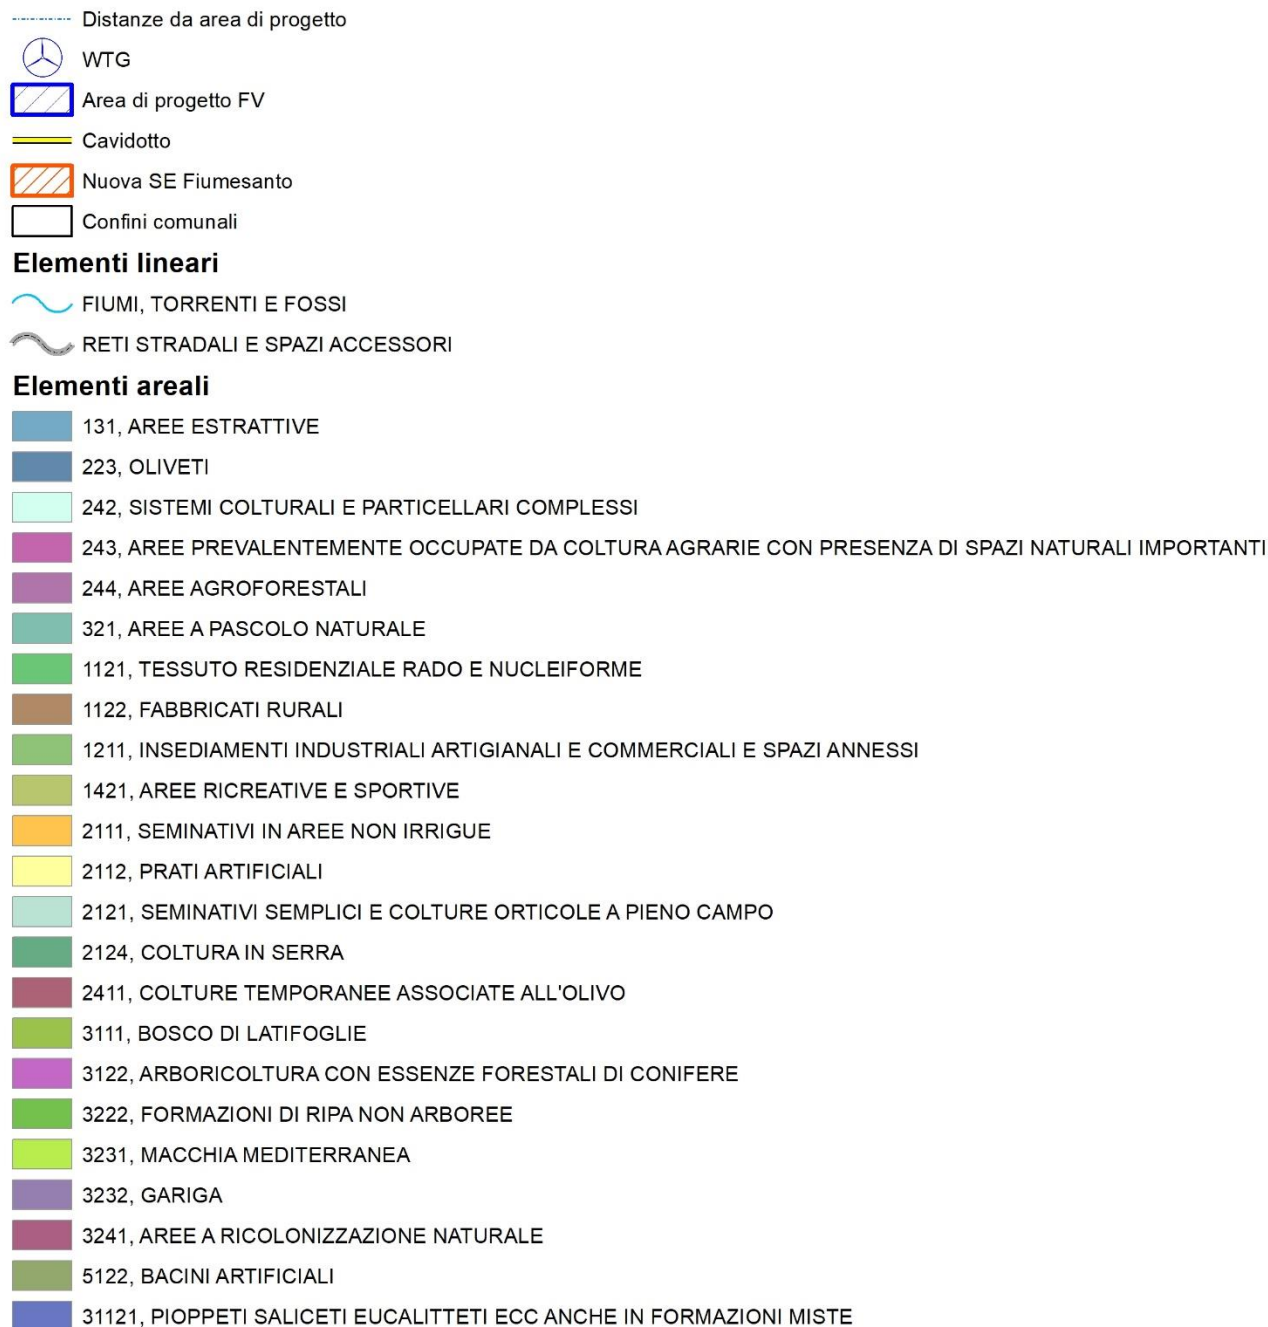 Distanze da area di progetto
WTG
Area di progetto FV
Cavidotto
Nuova SE Fiumesanto
Confini comunali
Elementi lineari
FIUMI, TORRENTI E FOSSI
RETI STRADALI E SPAZI ACCESSORI
Elementi areali
131, AREE ESTRATTIVE
223, OLIVETI
242, SISTEMI COLTURALI E PARTICELLARI COMPLESSI
243, AREE PREVALENTEMENTE OCCUPATE DA COLTURA AGRARIE CON PRESENZA DI SPAZI NATURALI IMPORTANTI
244, AREE AGROFORESTALI
321, AREE A PASCOLO NATURALE
1121, TESSUTO RESIDENZIALE RADO E NUCLEIFORME
1122, FABBRICATI RURALI
1211, INSEDIAMENTI INDUSTRIALI ARTIGIANALI E COMMERCIALI E SPAZI ANNESSI
1421, AREE RICREATIVE E SPORTIVE
2111, SEMINATIVI IN AREE NON IRRIGUE
2112, PRATI ARTIFICIALI
2121, SEMINATIVI SEMPLICI E COLTURE ORTICOLE A PIENO CAMPO
2124, COLTURA IN SERRA
2411, COLTURE TEMPORANEE ASSOCIATE ALL'OLIVO
3111, BOSCO DI LATIFOGLIE
3122, ARBORICOLTURA CON ESSENZE FORESTALI DI CONIFERE
3222, FORMAZIONI DI RIPA NON ARBOREE
3231, MACCHIA MEDITERRANEA
3232, GARIGA
3241, AREE A RICOLONIZZAZIONE NATURALE
5122, BACINI ARTIFICIALI
31121, PIOPPETI SALICETI EUCALITTETI ECC ANCHE IN FORMAZIONI MISTE